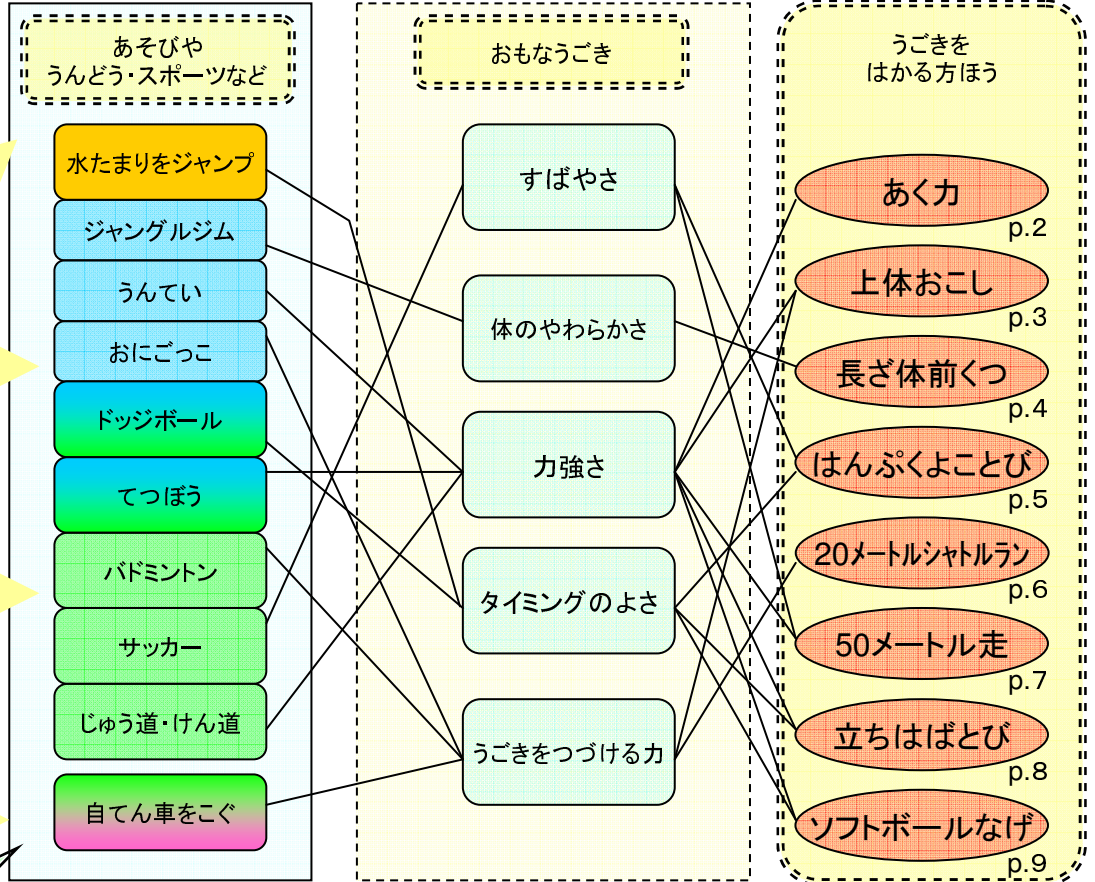 あそびや
うんどう・スポーツなど
水たまりをジャンプ
ジャングルジム
うんてい
おにごっこ
ドッジボール
てつぼう
バドミントン
サッカー
じゅう道・けん道
自てん車をこぐ
おもなうごき
すばやさ
体のやわらかさ
力強さ
タイミングのよさ
うごきをつづける力
うごきを
はかる方ほう
あく力
p.2
上体おこし
p.3
長ざ体前くつ
p.4
はんぷくよことび
p.5
20メートルシャトルラン
p.6
50メートル走
p.7
立ちはばとび
p.8
ソフトボールなげ
p.9